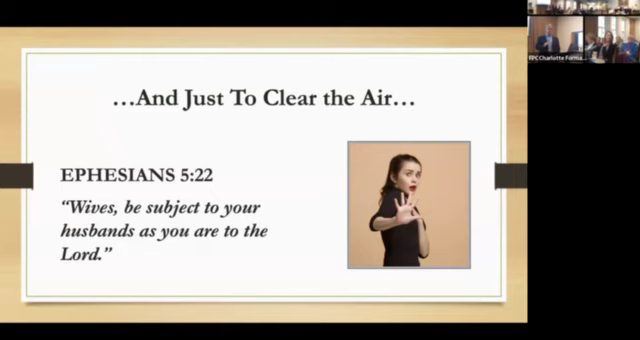 …And Just To Clear the Air…
EPHESIANS 5:22
“Wives, be subject to your
husbands as you are to the
Lord.”